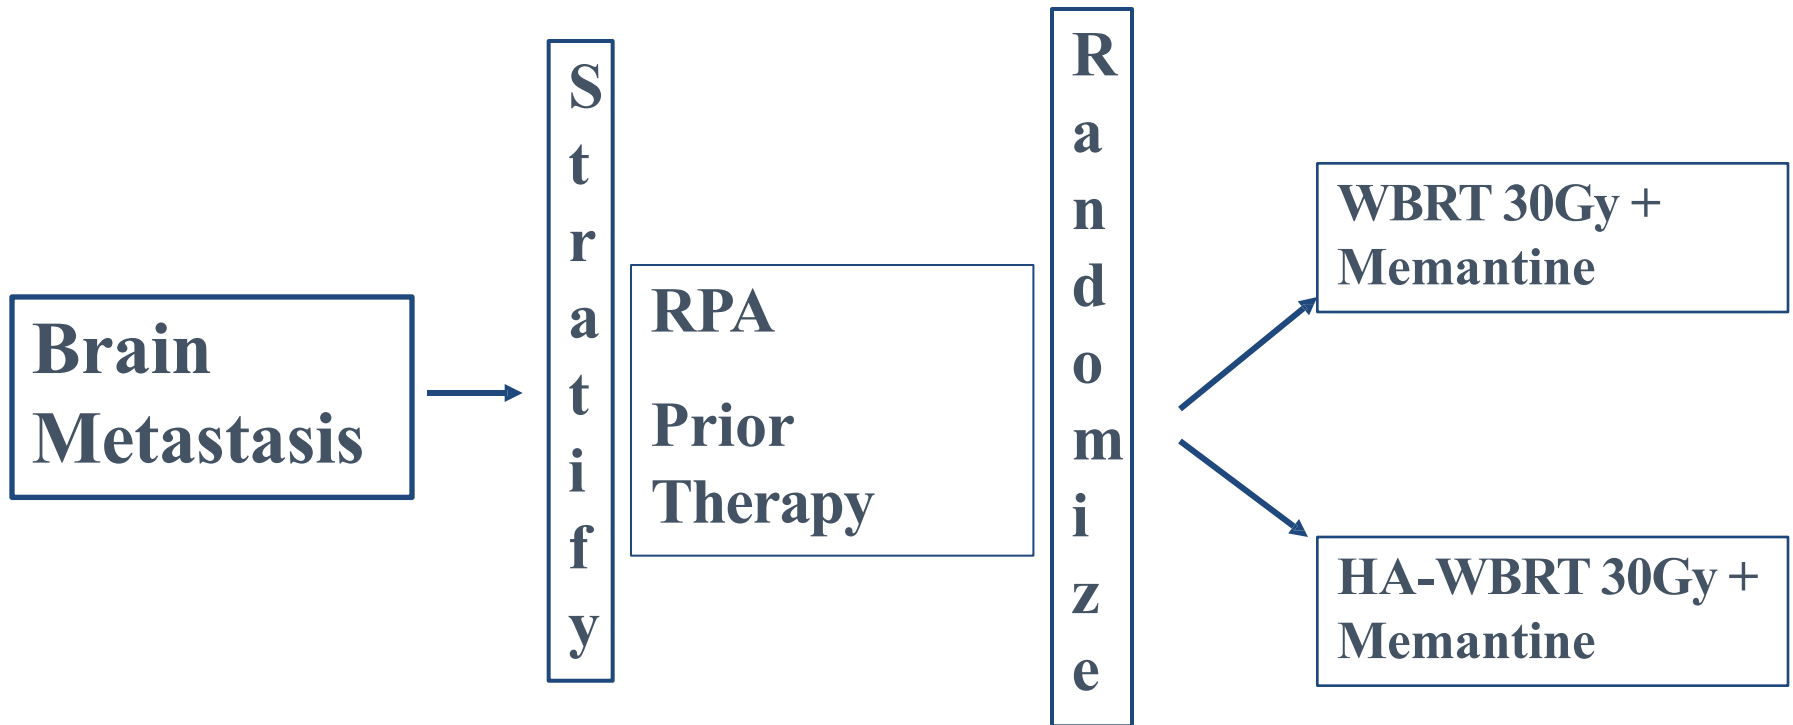 Brain
Metastasis
Stratify
RPA
Prior
Therapy
Randomize
WBRT 30Gy +
Memantine
HA-WBRT 30Gy +
Memantine